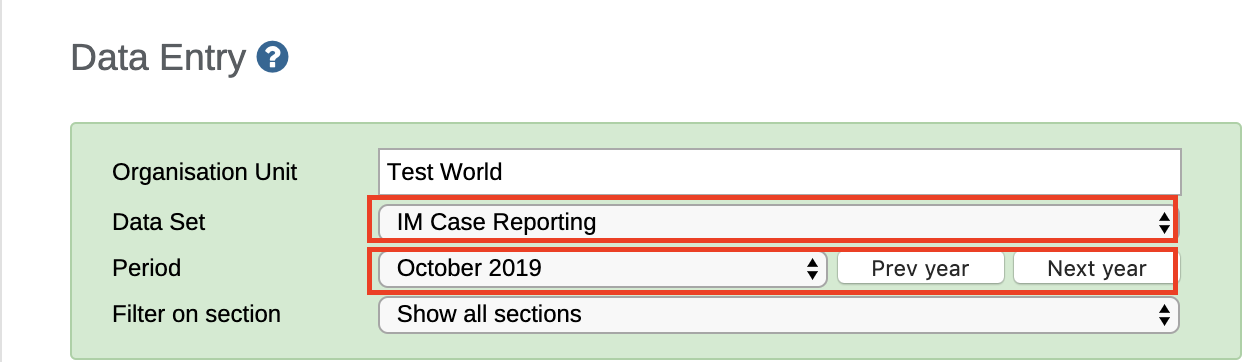 Data Entry ?
Organisation Unit Test World
Data Set IM Case Reporting
Period October 2019 Prev year Next year
Filter on section Show all sections